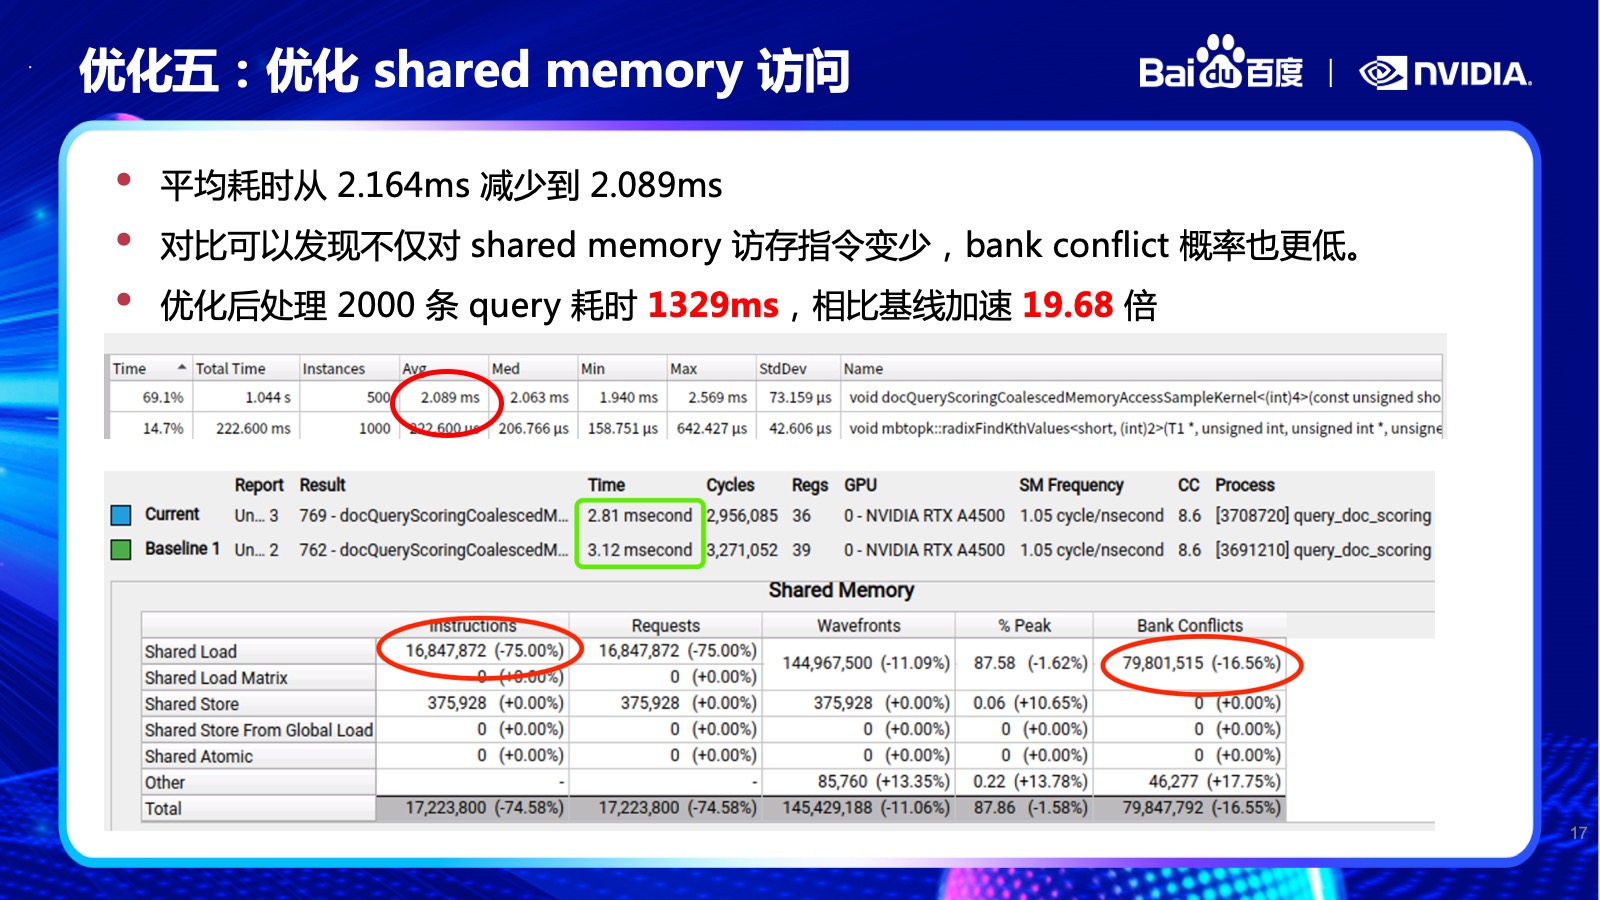 优化五：优化 shared memory 访问
Bai du 百度 | NVIDIA.
• 平均耗时从 2.164ms 减少到 2.089ms
• 对比可以发现不仅对 shared memory 访存指令变少，bank conflict 概率也更低。
• 优化后处理 2000 条 query 耗时 1329ms，相比基线加速 19.68 倍
Time Total Time Instances Avg Med Min Max StdDev Name
69.1% 1.044 s 500 2.089 ms 2.063 ms 1.940 ms 2.569 ms 73.159 μs void docQueryScoringCoalescedMemoryAccessSampleKernel<(int)4>(const unsigned sho
14.7% 222.600 ms 1000 222.600 μs 206.766 μs 158.751 μs 642.427 μs 42.606 μs void mbtopk::radixFindKthValues<short, (int)2>(T1 *, unsigned int, unsigned int *, unsigne
Report Result Time Cycles Regs GPU SM Frequency CC Process
Current Un... 3 769 - docQueryScoringCoalescedM... 2.81 msecond 2,956,085 36 0 - NVIDIA RTX A4500 1.05 cycle/nsecond 8.6 [3708720] query_doc_scoring
Baseline 1 Un... 2 762 - docQueryScoringCoalescedM... 3.12 msecond 3,271,052 39 0 - NVIDIA RTX A4500 1.05 cycle/nsecond 8.6 [3691210] query_doc_scoring
Shared Memory
Instructions Requests Wavefronts % Peak Bank Conflicts
Shared Load 16,847,872 (-75.00%) 16,847,872 (-75.00%) 144,967,500 (-11.09%) 87.58 (-1.62%) 79,801,515 (-16.56%)
Shared Load Matrix 0 (+0.00%) 0 (+0.00%)
Shared Store 375,928 (+0.00%) 375,928 (+0.00%) 375,928 (+0.00%) 0.06 (+10.65%) 0 (+0.00%)
Shared Store From Global Load 0 (+0.00%) 0 (+0.00%) 0 (+0.00%) 0 (+0.00%) 0 (+0.00%)
Shared Atomic 0 (+0.00%) 0 (+0.00%) 0 (+0.00%) 0 (+0.00%) 0 (+0.00%)
Other - - 85,760 (+13.35%) 0.22 (+13.78%) 46,277 (+17.75%)
Total 17,223,800 (-74.58%) 17,223,800 (-74.58%) 145,429,188 (-11.06%) 87.86 (-1.58%) 79,847,792 (-16.55%)
17